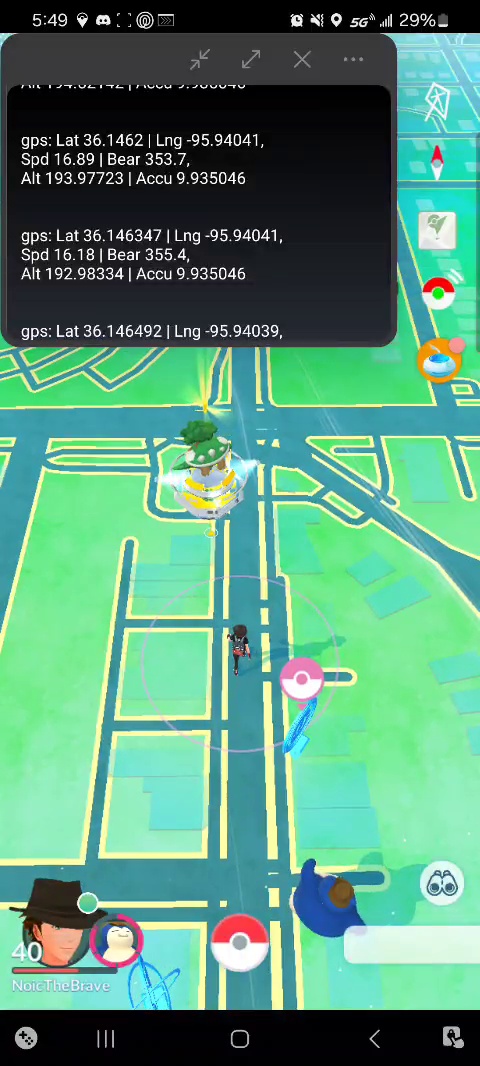 5:49
5G
29%
Alt 194.52142 | Accu 9.935046
gps: Lat 36.1462 | Lng -95.94041,
Spd 16.89 | Bear 353.7,
Alt 193.97723 | Accu 9.935046
gps: Lat 36.146347 | Lng -95.94041,
Spd 16.18 | Bear 355.4,
Alt 192.98334 | Accu 9.935046
gps: Lat 36.146492 | Lng -95.94039,
40
NoicTheBrave